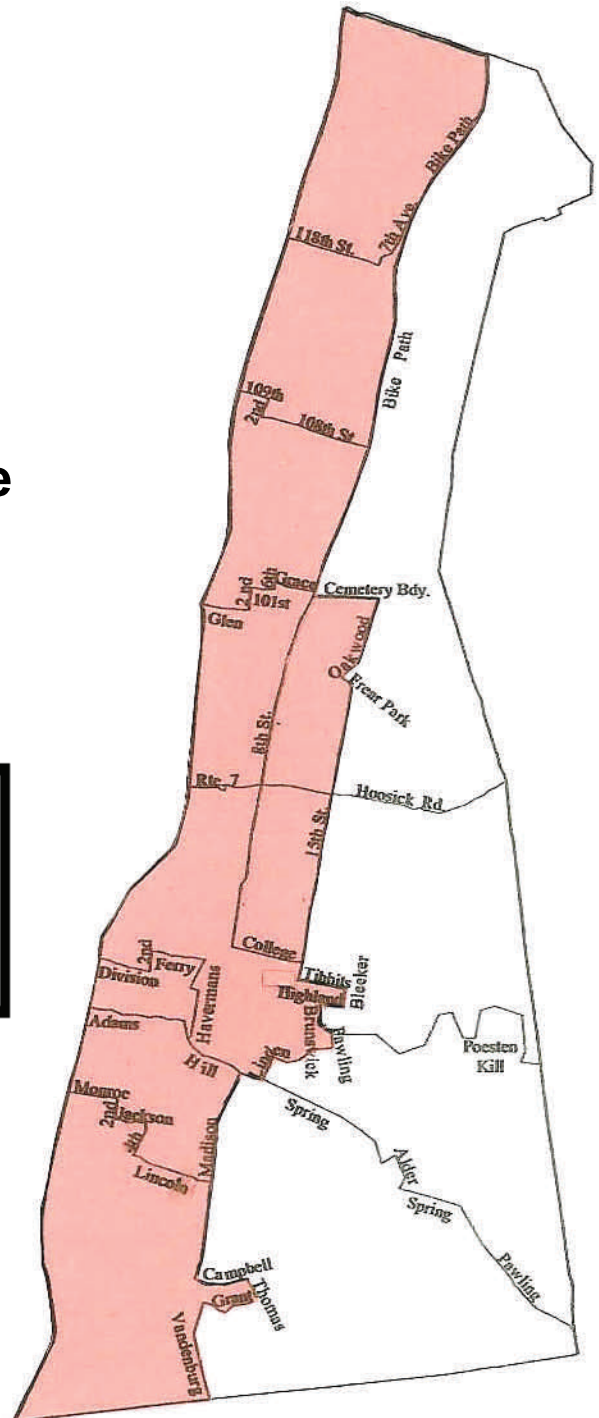 Bike Path
7th Ave.
118th St.
Bike Path
109th
2nd
108th St
e
6th
Grace
2nd
101st
Cemetery Bdy.
Glen
Oakwood
Frear Park
8th St.
Rte. 7
Hoosick Rd.
15th St.
College
2nd
Ferry
Division
Havermans
Tibbits
Highland
Bleeker
Adams
Brunswick
Pawling
Hill
Linden
Poesten
Kill
Monroe
2nd
Jackson
4th
Madison
Spring
Lincoln
Alder
Spring
Pawling
Campbell
Grant
Thomas
Vandenburg